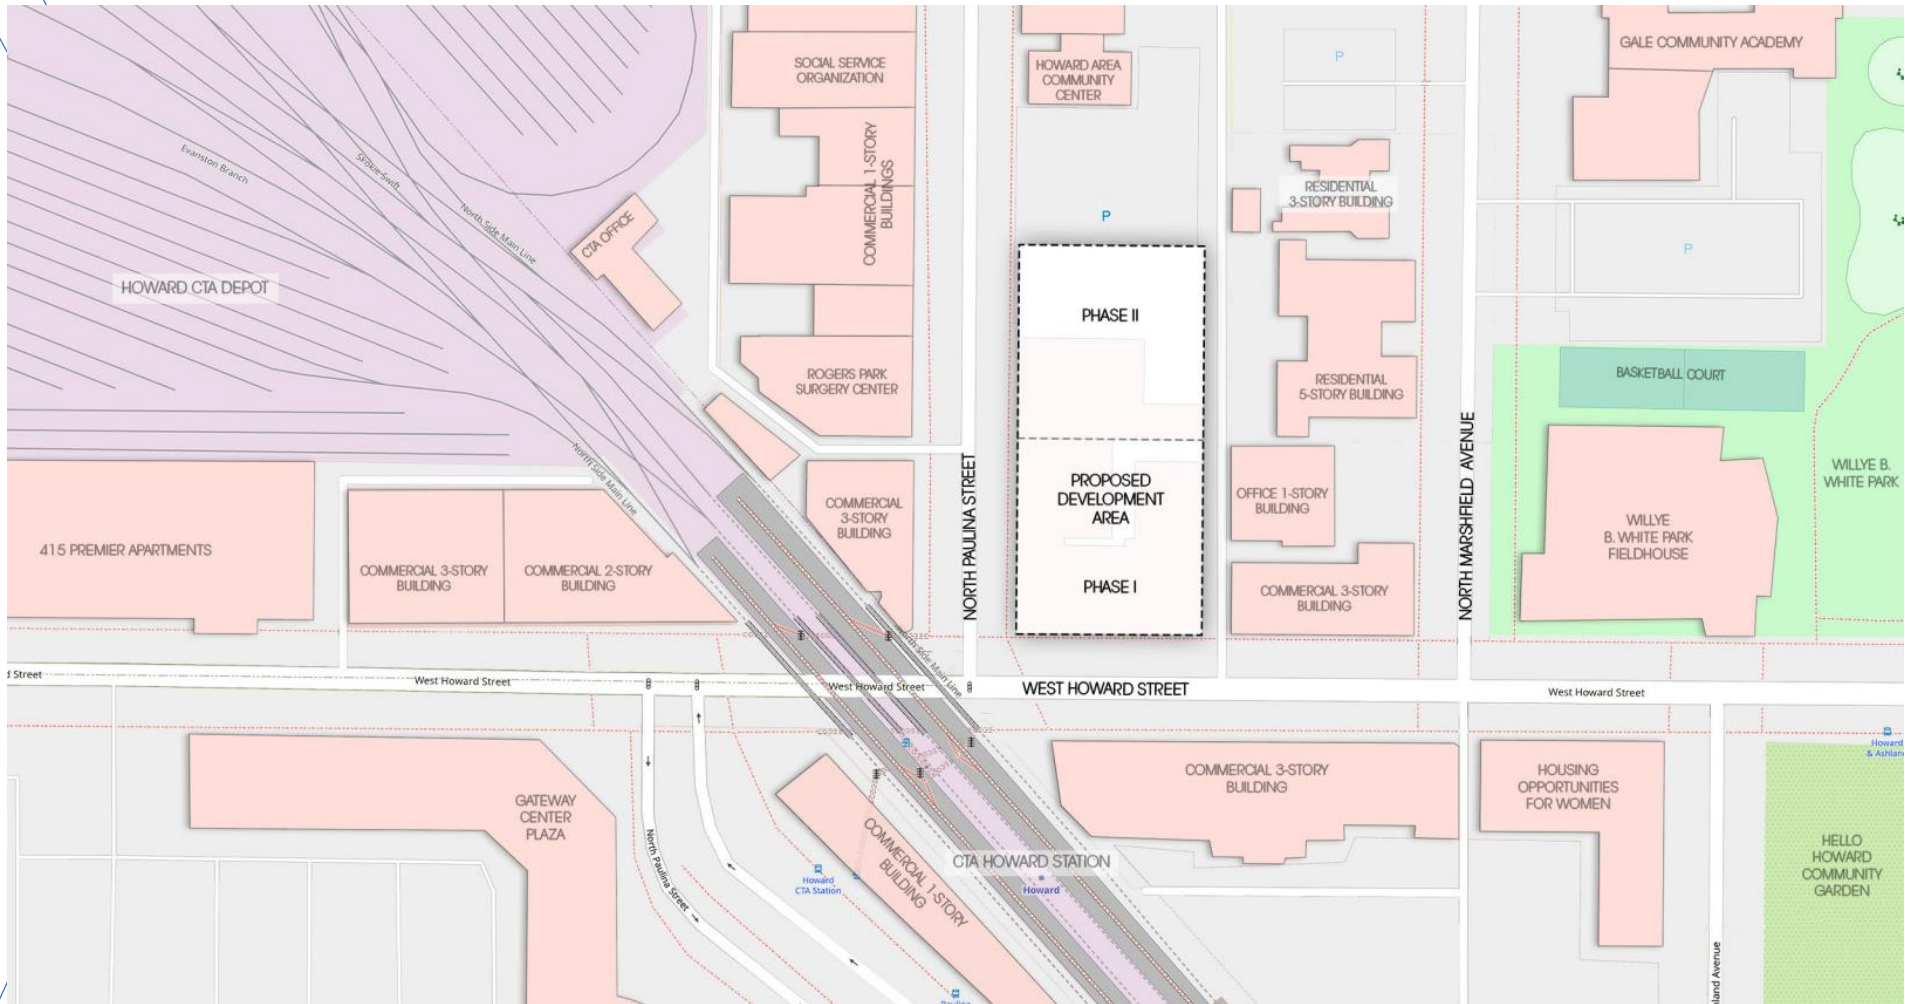 SOCIAL SERVICE
ORGANIZATION
HOWARD AREA
COMMUNITY
CENTER
P
GALE COMMUNITY ACADEMY
Evanston Branch
Skokie Swift
North Side Main Line
CTA OFFICE
COMMERCIAL 1-STORY
BUILDINGS
P
RESIDENTIAL
3-STORY BUILDING
P
HOWARD CTA DEPOT
PHASE II
ROGERS PARK
SURGERY CENTER
RESIDENTIAL
5-STORY BUILDING
BASKETBALL COURT
North Side Main Line
COMMERCIAL
3-STORY
BUILDING
NORTH PAULINA STREET
PROPOSED
DEVELOPMENT
AREA
OFFICE 1-STORY
BUILDING
NORTH MARSHFIELD AVENUE
WILLYE B.
WHITE PARK
WILLYE
B. WHITE PARK
FIELDHOUSE
415 PREMIER APARTMENTS
COMMERCIAL 3-STORY
BUILDING
COMMERCIAL 2-STORY
BUILDING
PHASE I
COMMERCIAL 3-STORY
BUILDING
North Side Main Line
d Street
West Howard Street
West Howard Street
WEST HOWARD STREET
West Howard Street
Howard
& Ashlan
GATEWAY
CENTER
PLAZA
North Paulina Street
COMMERCIAL 1-STORY
BUILDING
COMMERCIAL 3-STORY
BUILDING
HOUSING
OPPORTUNITIES
FOR WOMEN
CTA HOWARD STATION
Howard
Howard
CTA Station
HELLO
HOWARD
COMMUNITY
GARDEN
land Avenue